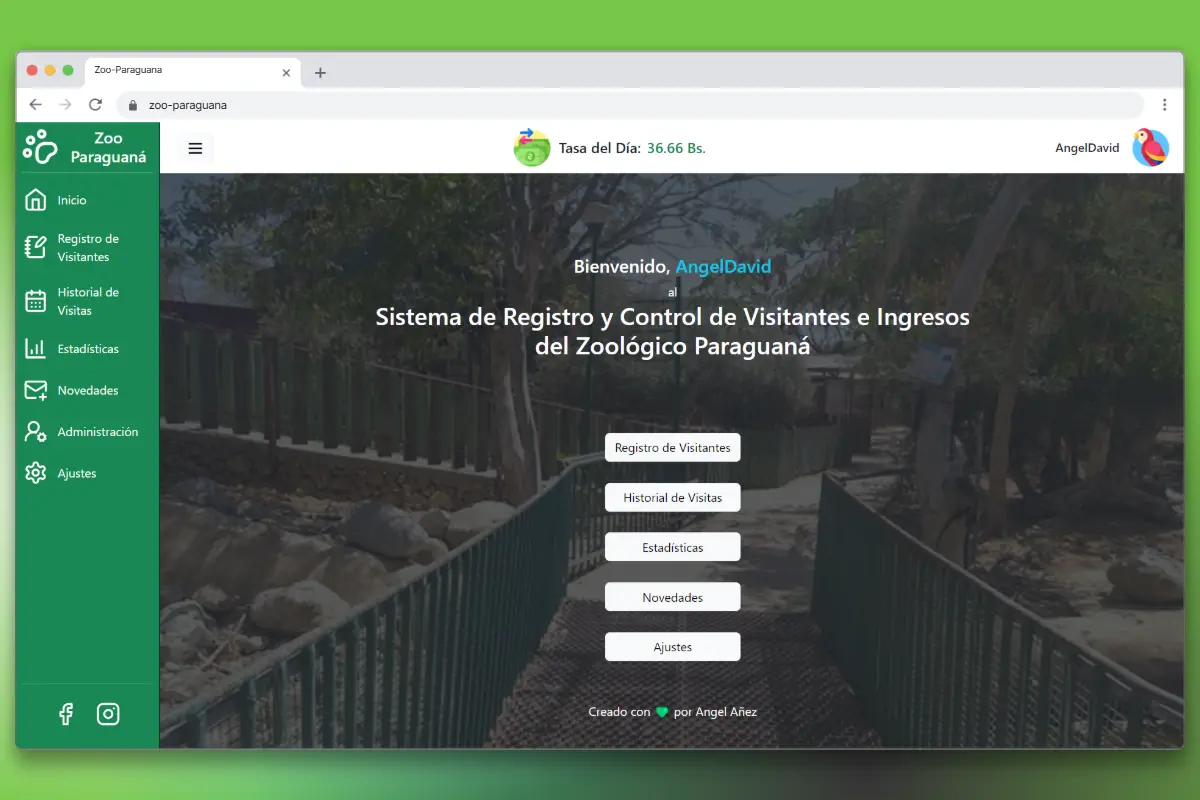 Zoo-Paraguana
zoo-paraguana
Zoo
Paraguaná
Tasa del Día: 36.66 Bs.
AngelDavid
Inicio
Registro de
Visitantes
Historial de
Visitas
Estadísticas
Novedades
Administración
Ajustes
Bienvenido, AngelDavid
al
Sistema de Registro y Control de Visitantes e Ingresos
del Zoológico Paraguaná
Registro de Visitantes
Historial de Visitas
Estadísticas
Novedades
Ajustes
Creado con 💚 por Angel Añez